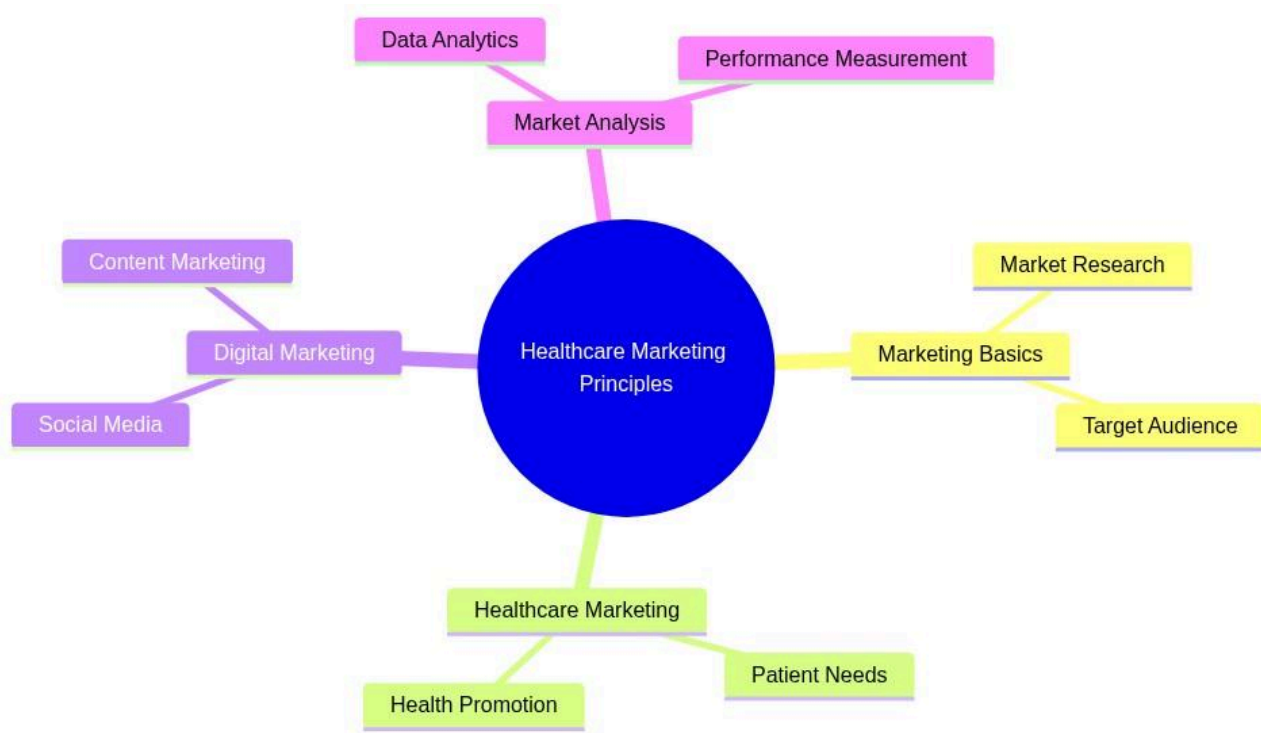 Data Analytics
Performance Measurement
Market Analysis
Content Marketing
Digital Marketing
Social Media
Healthcare Marketing
Principles
Market Research
Marketing Basics
Target Audience
Healthcare Marketing
Patient Needs
Health Promotion